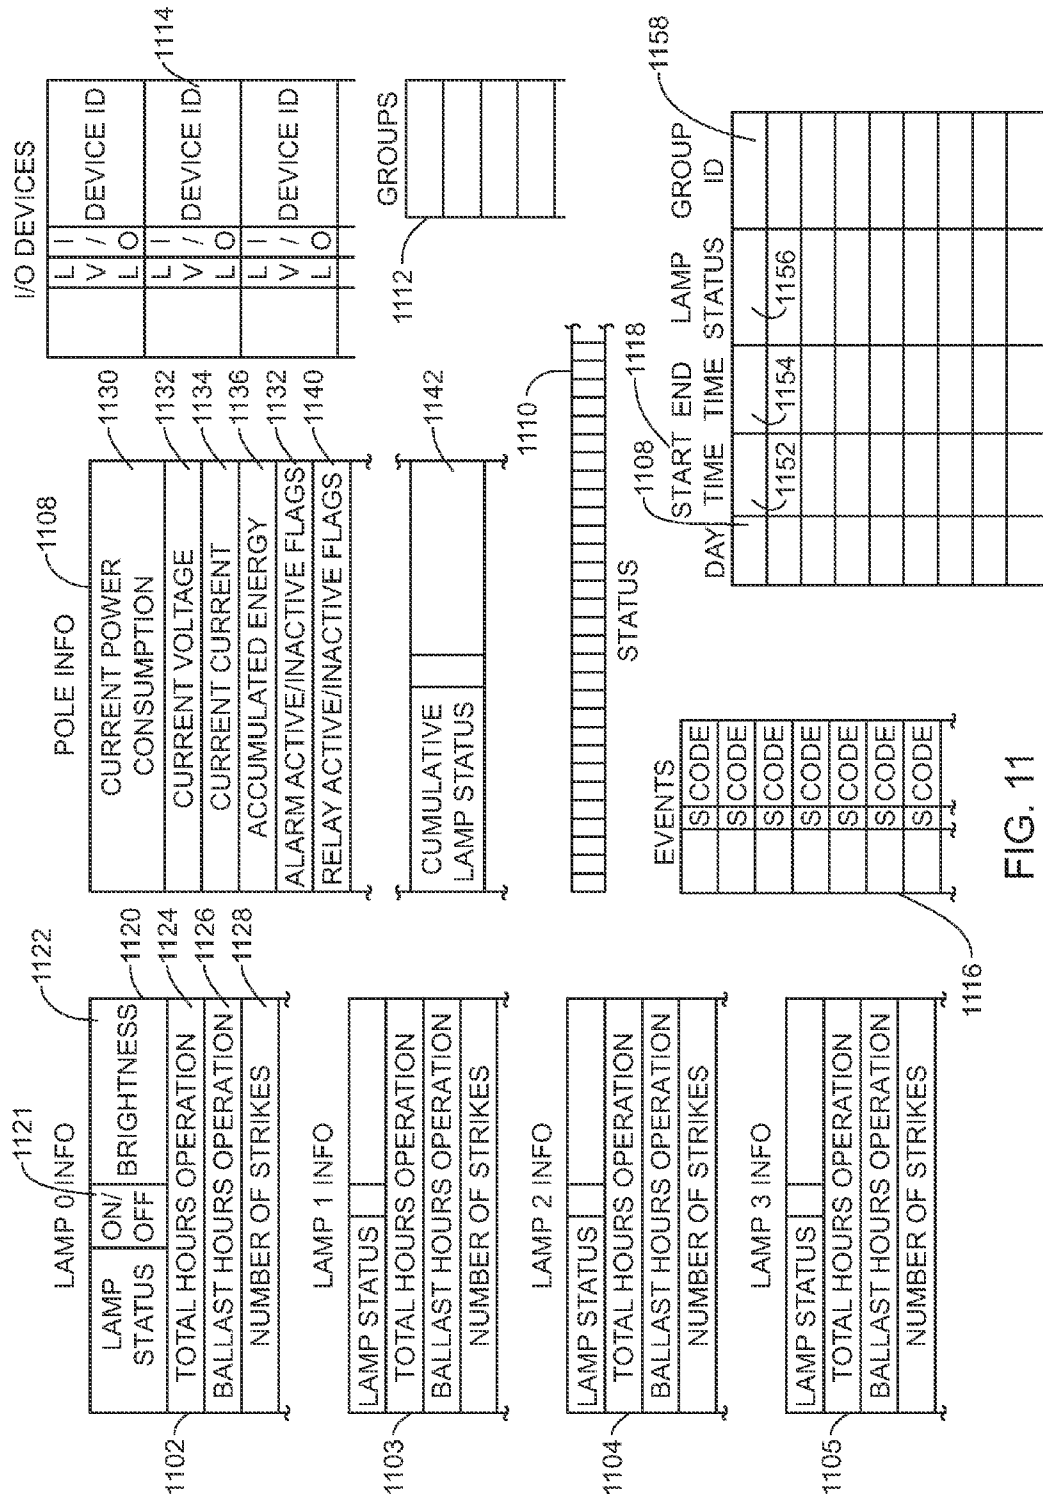 LAMP 0 INFO
1121
1122
LAMP
STATUS
ON/
OFF
BRIGHTNESS
1120
TOTAL HOURS OPERATION
1124
BALLAST HOURS OPERATION
1126
NUMBER OF STRIKES
1128
1102
LAMP 1 INFO
LAMP STATUS
TOTAL HOURS OPERATION
BALLAST HOURS OPERATION
NUMBER OF STRIKES
1103
LAMP 2 INFO
LAMP STATUS
TOTAL HOURS OPERATION
BALLAST HOURS OPERATION
NUMBER OF STRIKES
1104
LAMP 3 INFO
LAMP STATUS
TOTAL HOURS OPERATION
BALLAST HOURS OPERATION
NUMBER OF STRIKES
1105
POLE INFO
1108
CURRENT POWER
CONSUMPTION
1130
CURRENT VOLTAGE
1132
CURRENT CURRENT
1134
ACCUMULATED ENERGY
1136
ALARM ACTIVE/INACTIVE FLAGS
1132
RELAY ACTIVE/INACTIVE FLAGS
1140
CUMULATIVE
LAMP STATUS
1142
1110
STATUS
EVENTS
S CODE
S CODE
S CODE
S CODE
S CODE
S CODE
S CODE
1116
I/O DEVICES
L I
V / DEVICE ID
L O
L I
V / DEVICE ID
L O
L I
V / DEVICE ID
L O
1114
GROUPS
1112
1108
1118
DAY
START
TIME
END
TIME
LAMP
STATUS
GROUP
ID
1152
1154
1156
1158
FIG. 11